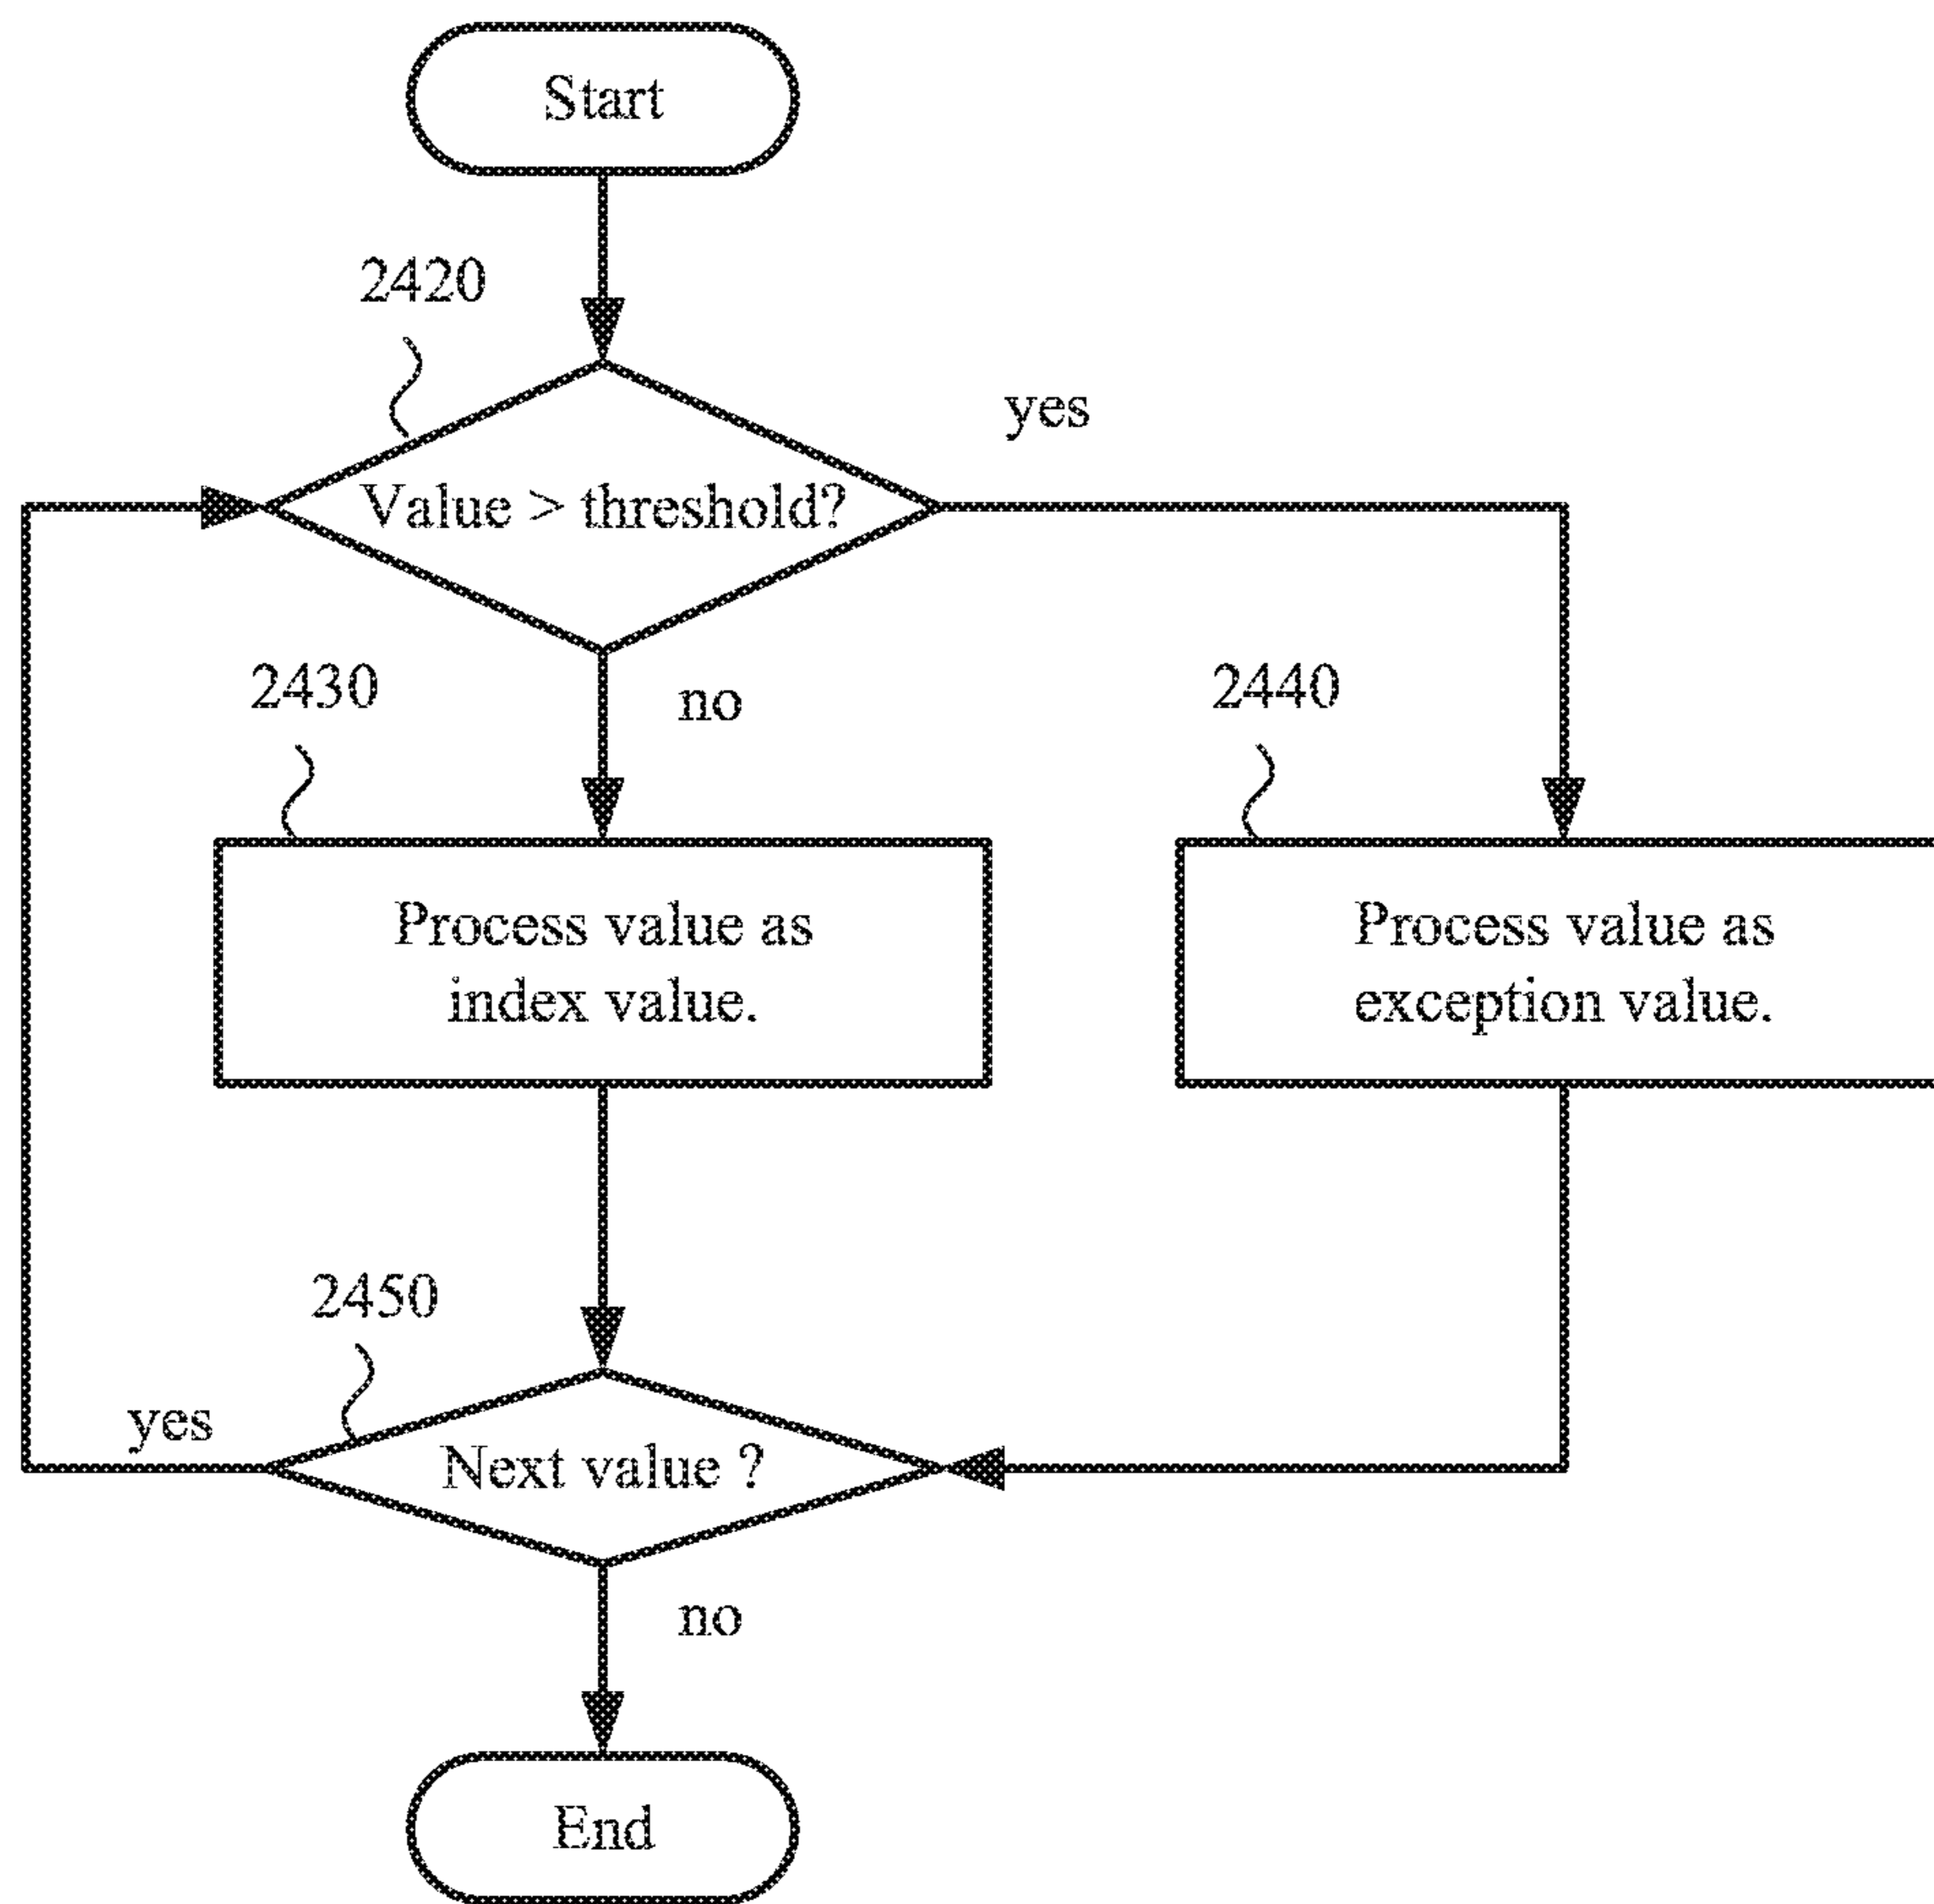 Start
2420
yes
Value > threshold?
2430
no
2440
Process value as
index value.
Process value as
exception value.
2450
yes
Next value ?
no
End